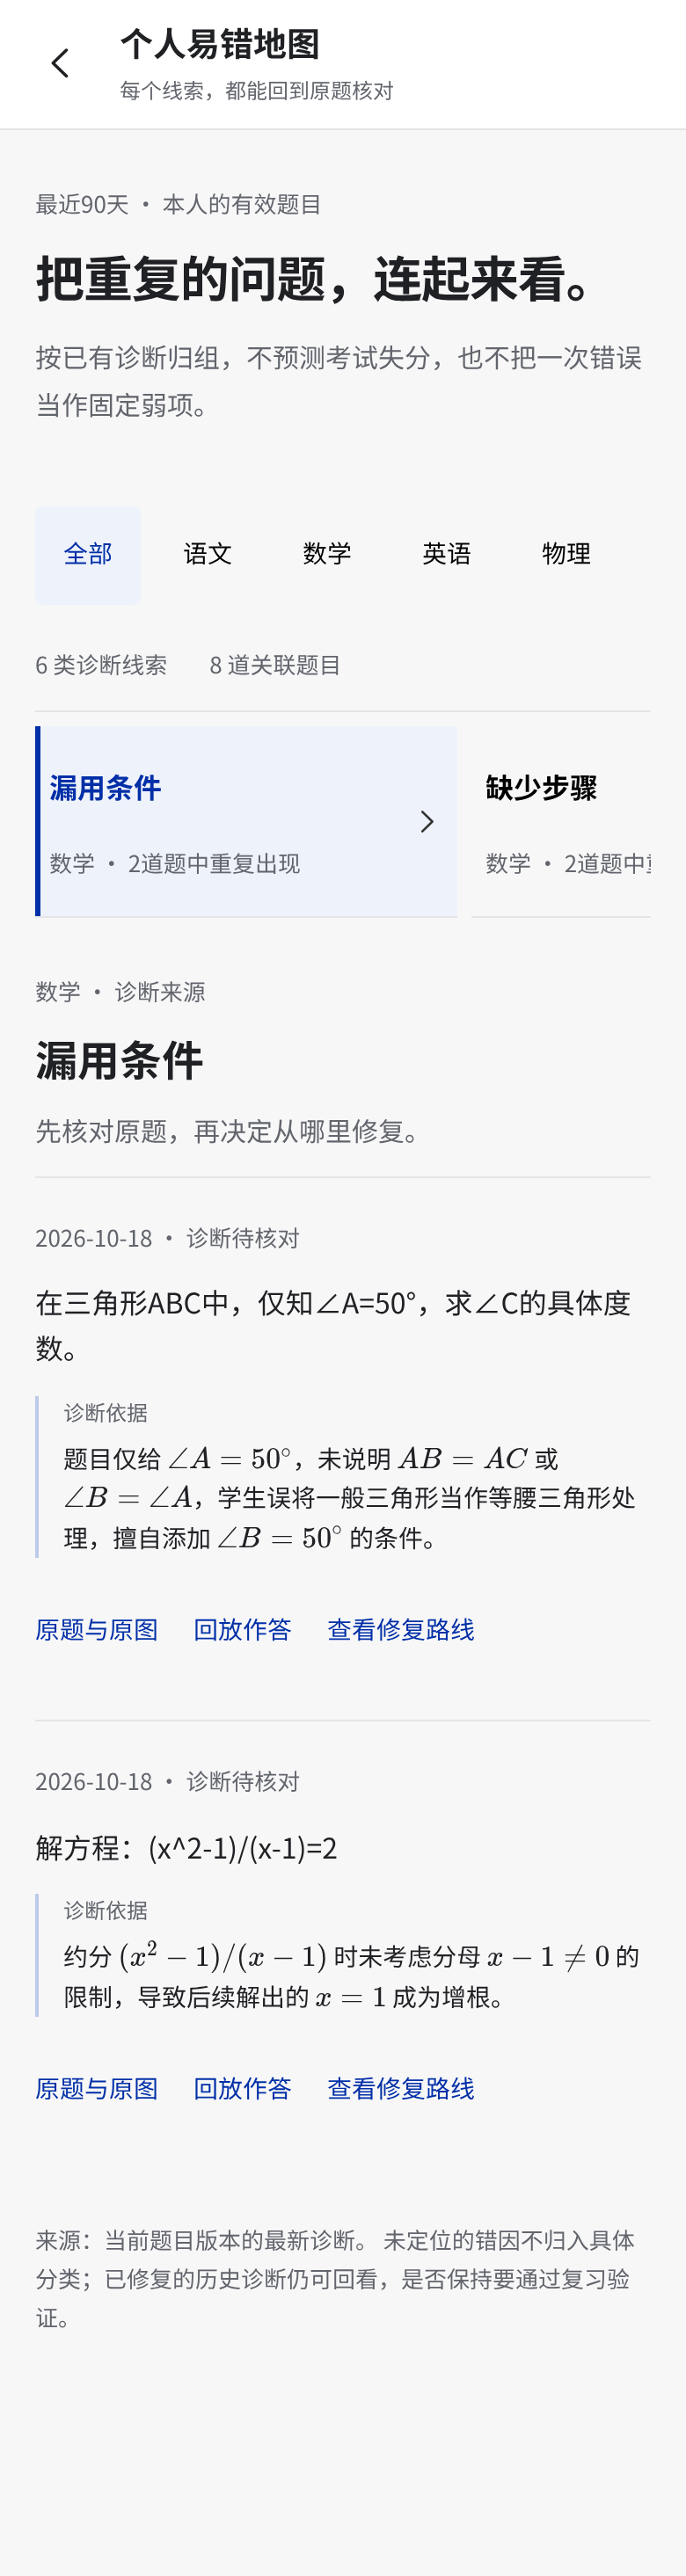 个人易错地图
每个线索，都能回到原题核对
最近90天 · 本人的有效题目
把重复的问题，连起来看。
按已有诊断归组，不预测考试失分，也不把一次错误
当作固定弱项。
全部 语文 数学 英语 物理
6 类诊断线索 8 道关联题目
漏用条件
数学 · 2道题中重复出现
缺少步骤
数学 · 2道题中
数学 · 诊断来源
漏用条件
先核对原题，再决定从哪里修复。
2026-10-18 · 诊断待核对
在三角形ABC中，仅知∠A=50°，求∠C的具体度
数。
诊断依据
题目仅给 ∠A = 50°，未说明 AB = AC 或
∠B = ∠A，学生误将一般三角形当作等腰三角形处
理，擅自添加 ∠B = 50° 的条件。
原题与原图 回放作答 查看修复路线
2026-10-18 · 诊断待核对
解方程：(x^2-1)/(x-1)=2
诊断依据
约分 (x² − 1)/(x − 1) 时未考虑分母 x − 1 ≠ 0 的
限制，导致后续解出的 x = 1 成为增根。
原题与原图 回放作答 查看修复路线
来源：当前题目版本的最新诊断。 未定位的错因不归入具体
分类；已修复的历史诊断仍可回看，是否保持要通过复习验
证。